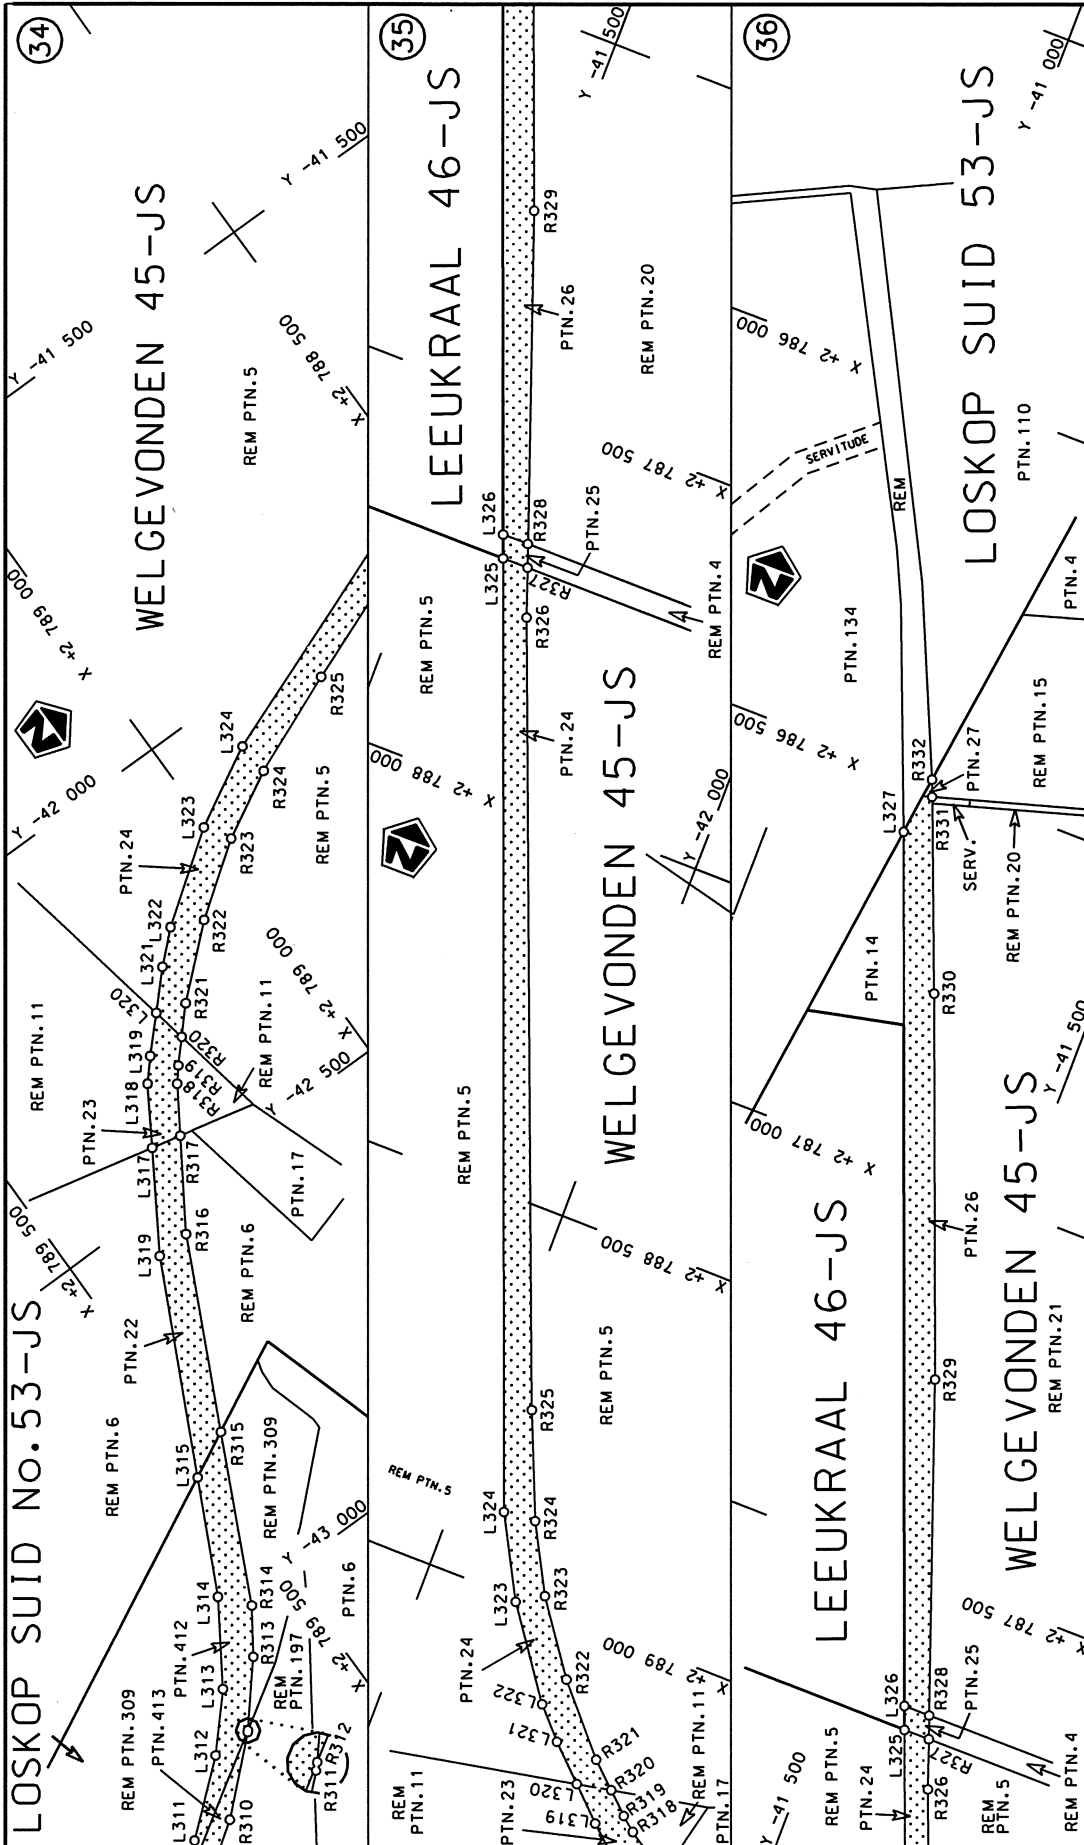 34
LOSKOP SUID No.53-JS
WELGEVONDEN 45-JS
Y -41 500
Y -41 500
X +2 788 500
X +2 789 000
Y -42 000
X +2 789 000
Y -42 500
X +2 789 500
Y -43 000
X +2 789 500
REM PTN.5
REM PTN.5
REM PTN.11
REM PTN.11
PTN.24
PTN.23
PTN.22
PTN.17
REM PTN.6
REM PTN.6
REM PTN.309
REM PTN.309
PTN.412
PTN.413
REM
PTN.197
PTN.6
L311
L312
L313
L314
L315
L319
L317
L318
L319
L320
L321
L322
L323
L324
R310
R311
R312
R313
R314
R315
R316
R317
R318
R319
R320
R321
R322
R323
R324
R325
N
35
LEEUKRAAL 46-JS
WELGEVONDEN 45-JS
Y -41 500
X +2 787 500
X +2 788 000
Y -42 000
X +2 788 500
X +2 789 000
R329
PTN.26
REM PTN.20
L326
L325
R328
R327
R326
PTN.25
REM PTN.4
REM PTN.5
PTN.24
REM PTN.5
REM PTN.5
REM PTN.5
R325
L324
R324
L323
R323
PTN.24
R322
L322
L321
R321
L320
R320
L319
R319
R318
REM
PTN.11
REM PTN.11
PTN.23
PTN.17
N
36
LOSKOP SUID 53-JS
LEEUKRAAL 46-JS
WELGEVONDEN 45-JS
Y -41 000
X +2 786 000
X +2 786 500
X +2 787 000
Y -41 500
X +2 787 500
Y -41 500
SERVITUDE
REM
PTN.110
PTN.134
PTN.4
REM PTN.15
R332
PTN.27
L327
R331
SERV.
REM PTN.20
PTN.14
R330
PTN.26
REM PTN.21
R329
L326
L325
R328
R327
R326
PTN.25
REM PTN.5
PTN.24
REM
PTN.5
REM PTN.4
N